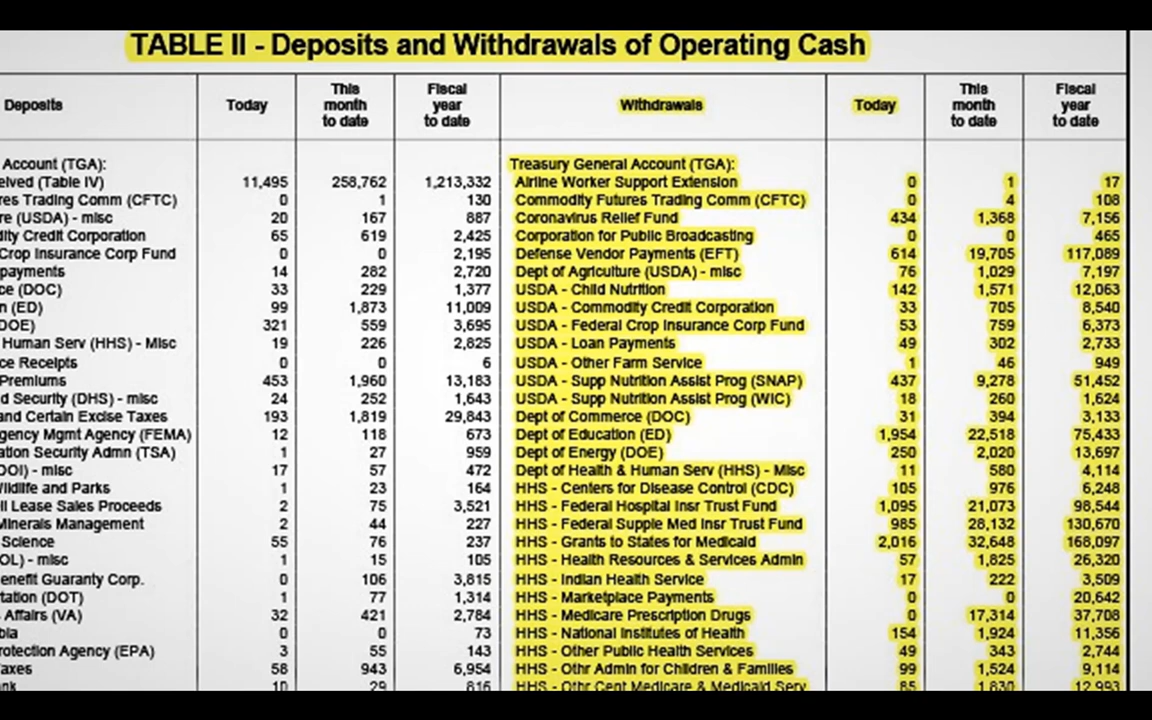 TABLE II - Deposits and Withdrawals of Operating Cash
Deposits Today This month to date Fiscal year to date Withdrawals Today This month to date Fiscal year to date
Account (TGA): Treasury General Account (TGA):
eived (Table IV) 11,495 258,762 1,213,332 Airline Worker Support Extension 0 1 17
res Trading Comm (CFTC) 0 1 130 Commodity Futures Trading Comm (CFTC) 0 4 108
re (USDA) - misc 20 167 887 Coronavirus Relief Fund 434 1,368 7,156
ity Credit Corporation 65 619 2,425 Corporation for Public Broadcasting 0 0 465
Crop Insurance Corp Fund 0 0 2,195 Defense Vendor Payments (EFT) 614 19,705 117,089
payments 14 282 2,720 Dept of Agriculture (USDA) - misc 76 1,029 7,197
ce (DOC) 33 229 1,377 USDA - Child Nutrition 142 1,571 12,063
n (ED) 99 1,873 11,009 USDA - Commodity Credit Corporation 33 705 8,540
DOE) 321 559 3,695 USDA - Federal Crop Insurance Corp Fund 53 759 6,373
Human Serv (HHS) - Misc 19 226 2,825 USDA - Loan Payments 49 302 2,733
ce Receipts 0 0 6 USDA - Other Farm Service 1 46 949
Premiums 453 1,960 13,183 USDA - Supp Nutrition Assist Prog (SNAP) 437 9,278 51,452
d Security (DHS) - misc 24 252 1,643 USDA - Supp Nutrition Assist Prog (WIC) 18 260 1,624
and Certain Excise Taxes 193 1,819 29,843 Dept of Commerce (DOC) 31 394 3,133
gency Mgmt Agency (FEMA) 12 118 673 Dept of Education (ED) 1,954 22,518 75,433
ation Security Admn (TSA) 1 27 959 Dept of Energy (DOE) 250 2,020 13,697
DOI) - misc 17 57 472 Dept of Health & Human Serv (HHS) - Misc 11 580 4,114
Wildlife and Parks 1 23 164 HHS - Centers for Disease Control (CDC) 105 976 6,248
ll Lease Sales Proceeds 2 75 3,521 HHS - Federal Hospital Insr Trust Fund 1,095 21,073 98,544
Minerals Management 2 44 227 HHS - Federal Supple Med Insr Trust Fund 985 28,132 130,670
Science 55 76 237 HHS - Grants to States for Medicaid 2,016 32,648 168,097
OL) - misc 1 15 105 HHS - Health Resources & Services Admin 57 1,825 26,320
enefit Guaranty Corp. 0 106 3,815 HHS - Indian Health Service 17 222 3,509
tation (DOT) 1 77 1,314 HHS - Marketplace Payments 0 0 20,642
Affairs (VA) 32 421 2,784 HHS - Medicare Prescription Drugs 0 17,314 37,708
bia 0 0 73 HHS - National Institutes of Health 154 1,924 11,356
rotection Agency (EPA) 3 55 143 HHS - Other Public Health Services 49 343 2,744
axes 58 943 6,954 HHS - Othr Admin for Children & Families 99 1,524 9,114
nk 10 29 816 HHS - Othr Cent Medicare & Medicaid Serv 85 1,830 12,993